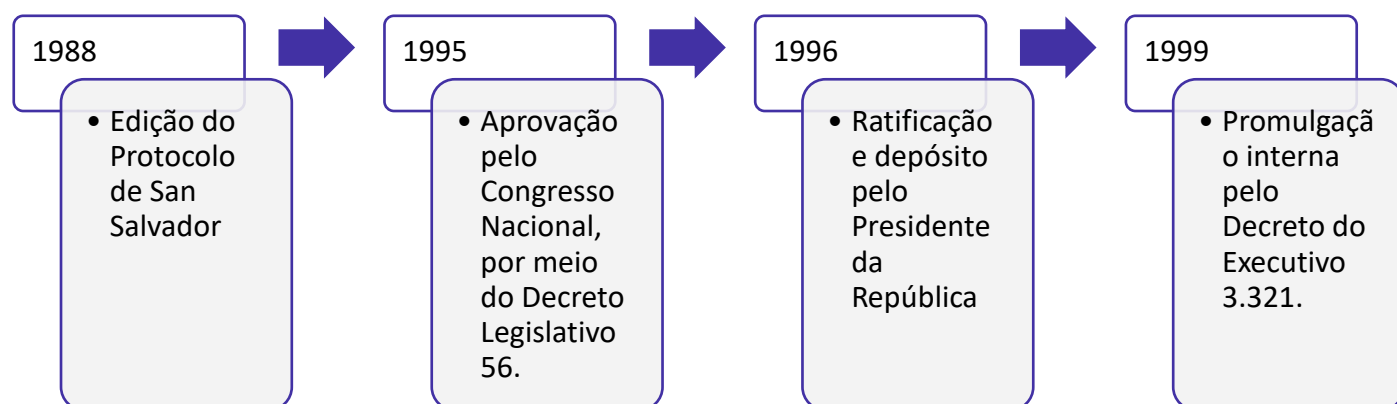 1988
• Edição do
Protocolo
de San
Salvador
1995
• Aprovação
pelo
Congresso
Nacional,
por meio
do Decreto
Legislativo
56.
1996
• Ratificação
e depósito
pelo
Presidente
da
República
1999
• Promulgaçã
o interna
pelo
Decreto do
Executivo
3.321.